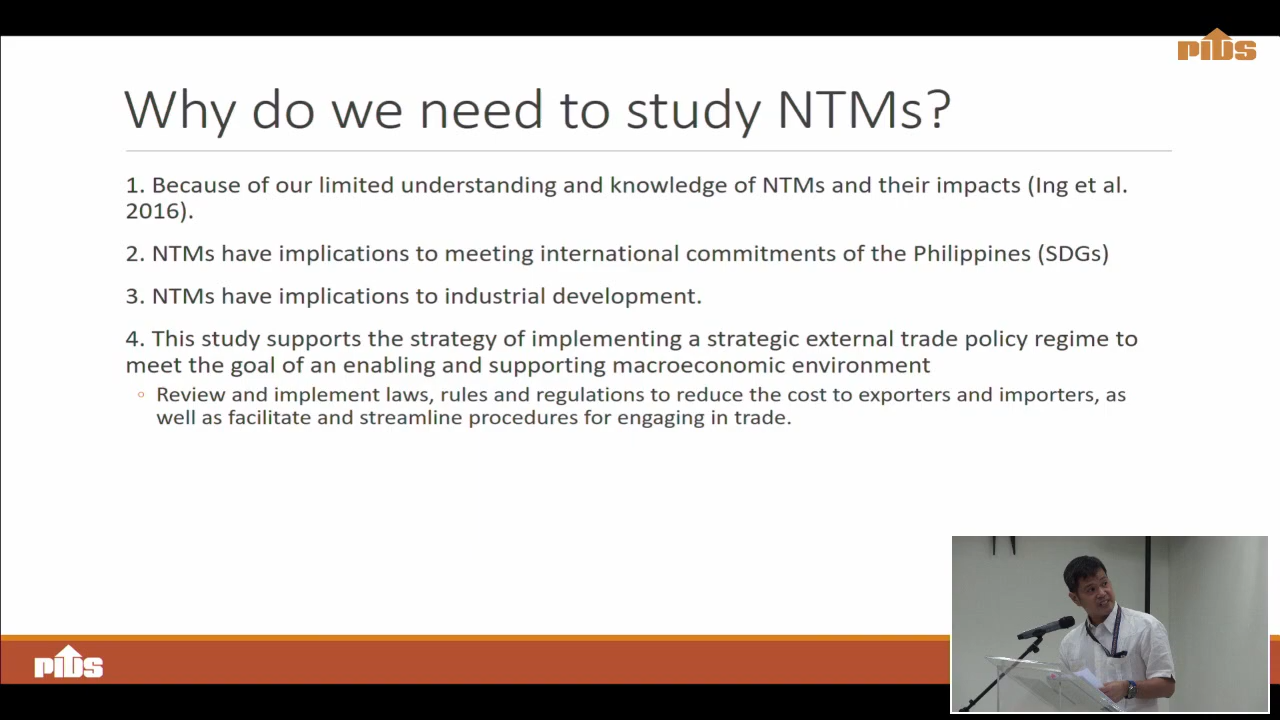 PIDS
Why do we need to study NTMs?
1. Because of our limited understanding and knowledge of NTMs and their impacts (Ing et al.
2016).
2. NTMs have implications to meeting international commitments of the Philippines (SDGs)
3. NTMs have implications to industrial development.
4. This study supports the strategy of implementing a strategic external trade policy regime to
meet the goal of an enabling and supporting macroeconomic environment
◦ Review and implement laws, rules and regulations to reduce the cost to exporters and importers, as
well as facilitate and streamline procedures for engaging in trade.
PIDS